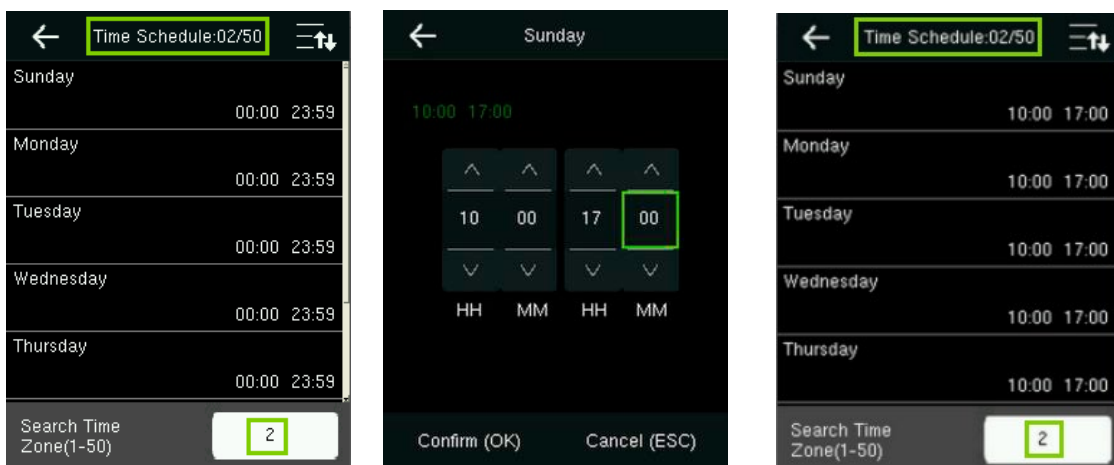 Time Schedule:02/50
Sunday
00:00 23:59
Monday
00:00 23:59
Tuesday
00:00 23:59
Wednesday
00:00 23:59
Thursday
00:00 23:59
Search Time
Zone(1-50)
2
Sunday
10:00 17:00
10 00 17 00
HH MM HH MM
Confirm (OK) Cancel (ESC)
Time Schedule:02/50
Sunday
10:00 17:00
Monday
10:00 17:00
Tuesday
10:00 17:00
Wednesday
10:00 17:00
Thursday
10:00 17:00
Search Time
Zone(1-50)
2